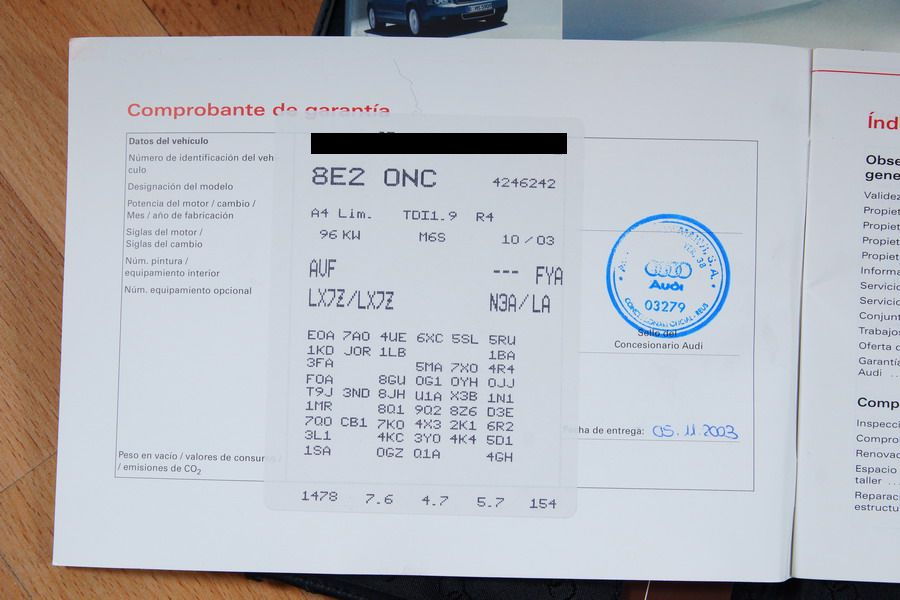 Comprobante de garantía
Datos del vehículo
Número de identificación del veh
culo
Designación del modelo
Potencia del motor / cambio /
Mes / año de fabricación
Siglas del motor /
Siglas del cambio
Núm. pintura /
equipamiento interior
Núm. equipamiento opcional
Peso en vacío / valores de consum
/ emisiones de CO2
8E2 0NC 4246242
A4 Lim. TDI1.9 R4
96 KW M6S 10/03
AVF --- FYA
LX7Z/LX7Z N3A/LA
E0A 7A0 4UE 6XC 5SL 5RU
1KD J0R 1LB 1BA
3FA 5MA 7X0 4R4
F0A 8GU 0G1 0YH 0JJ
T9J 3ND 8JH U1A X3B 1N1
1MR 8Q1 9Q2 8Z6 D3E
7Q0 CB1 7K0 4X3 2K1 6R2
3L1 4KC 3Y0 4K4 5D1
1SA 0GZ Q1A 4GH
1478 7.6 4.7 5.7 154
Audi
03279
Sello del
Concesionario Audi
fecha de entrega: 05.11.2003
Índ
Obse
gene
Validez
Propiet
Propiet
Propiet
Propiet
Informa
Servicio
Servicio
Conjunt
Trabajos
Oferta d
Garantía
Audi ..
Comp
Inspecci
Compro
Renovac
Espacio
taller ...
Reparac
estructu